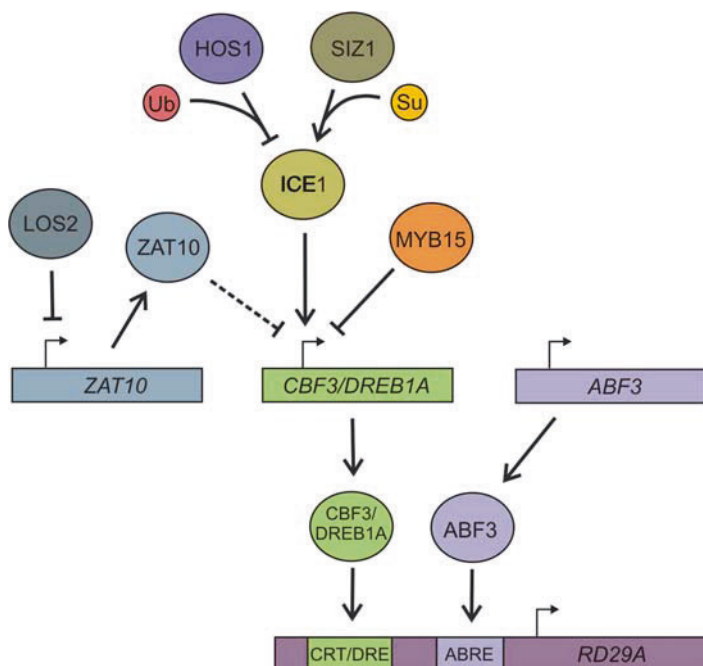 HOS1
SIZ1
Ub
Su
ICE1
LOS2
ZAT10
MYB15
ZAT10
CBF3/DREB1A
ABF3
CBF3/
DREB1A
ABF3
CRT/DRE
ABRE
RD29A